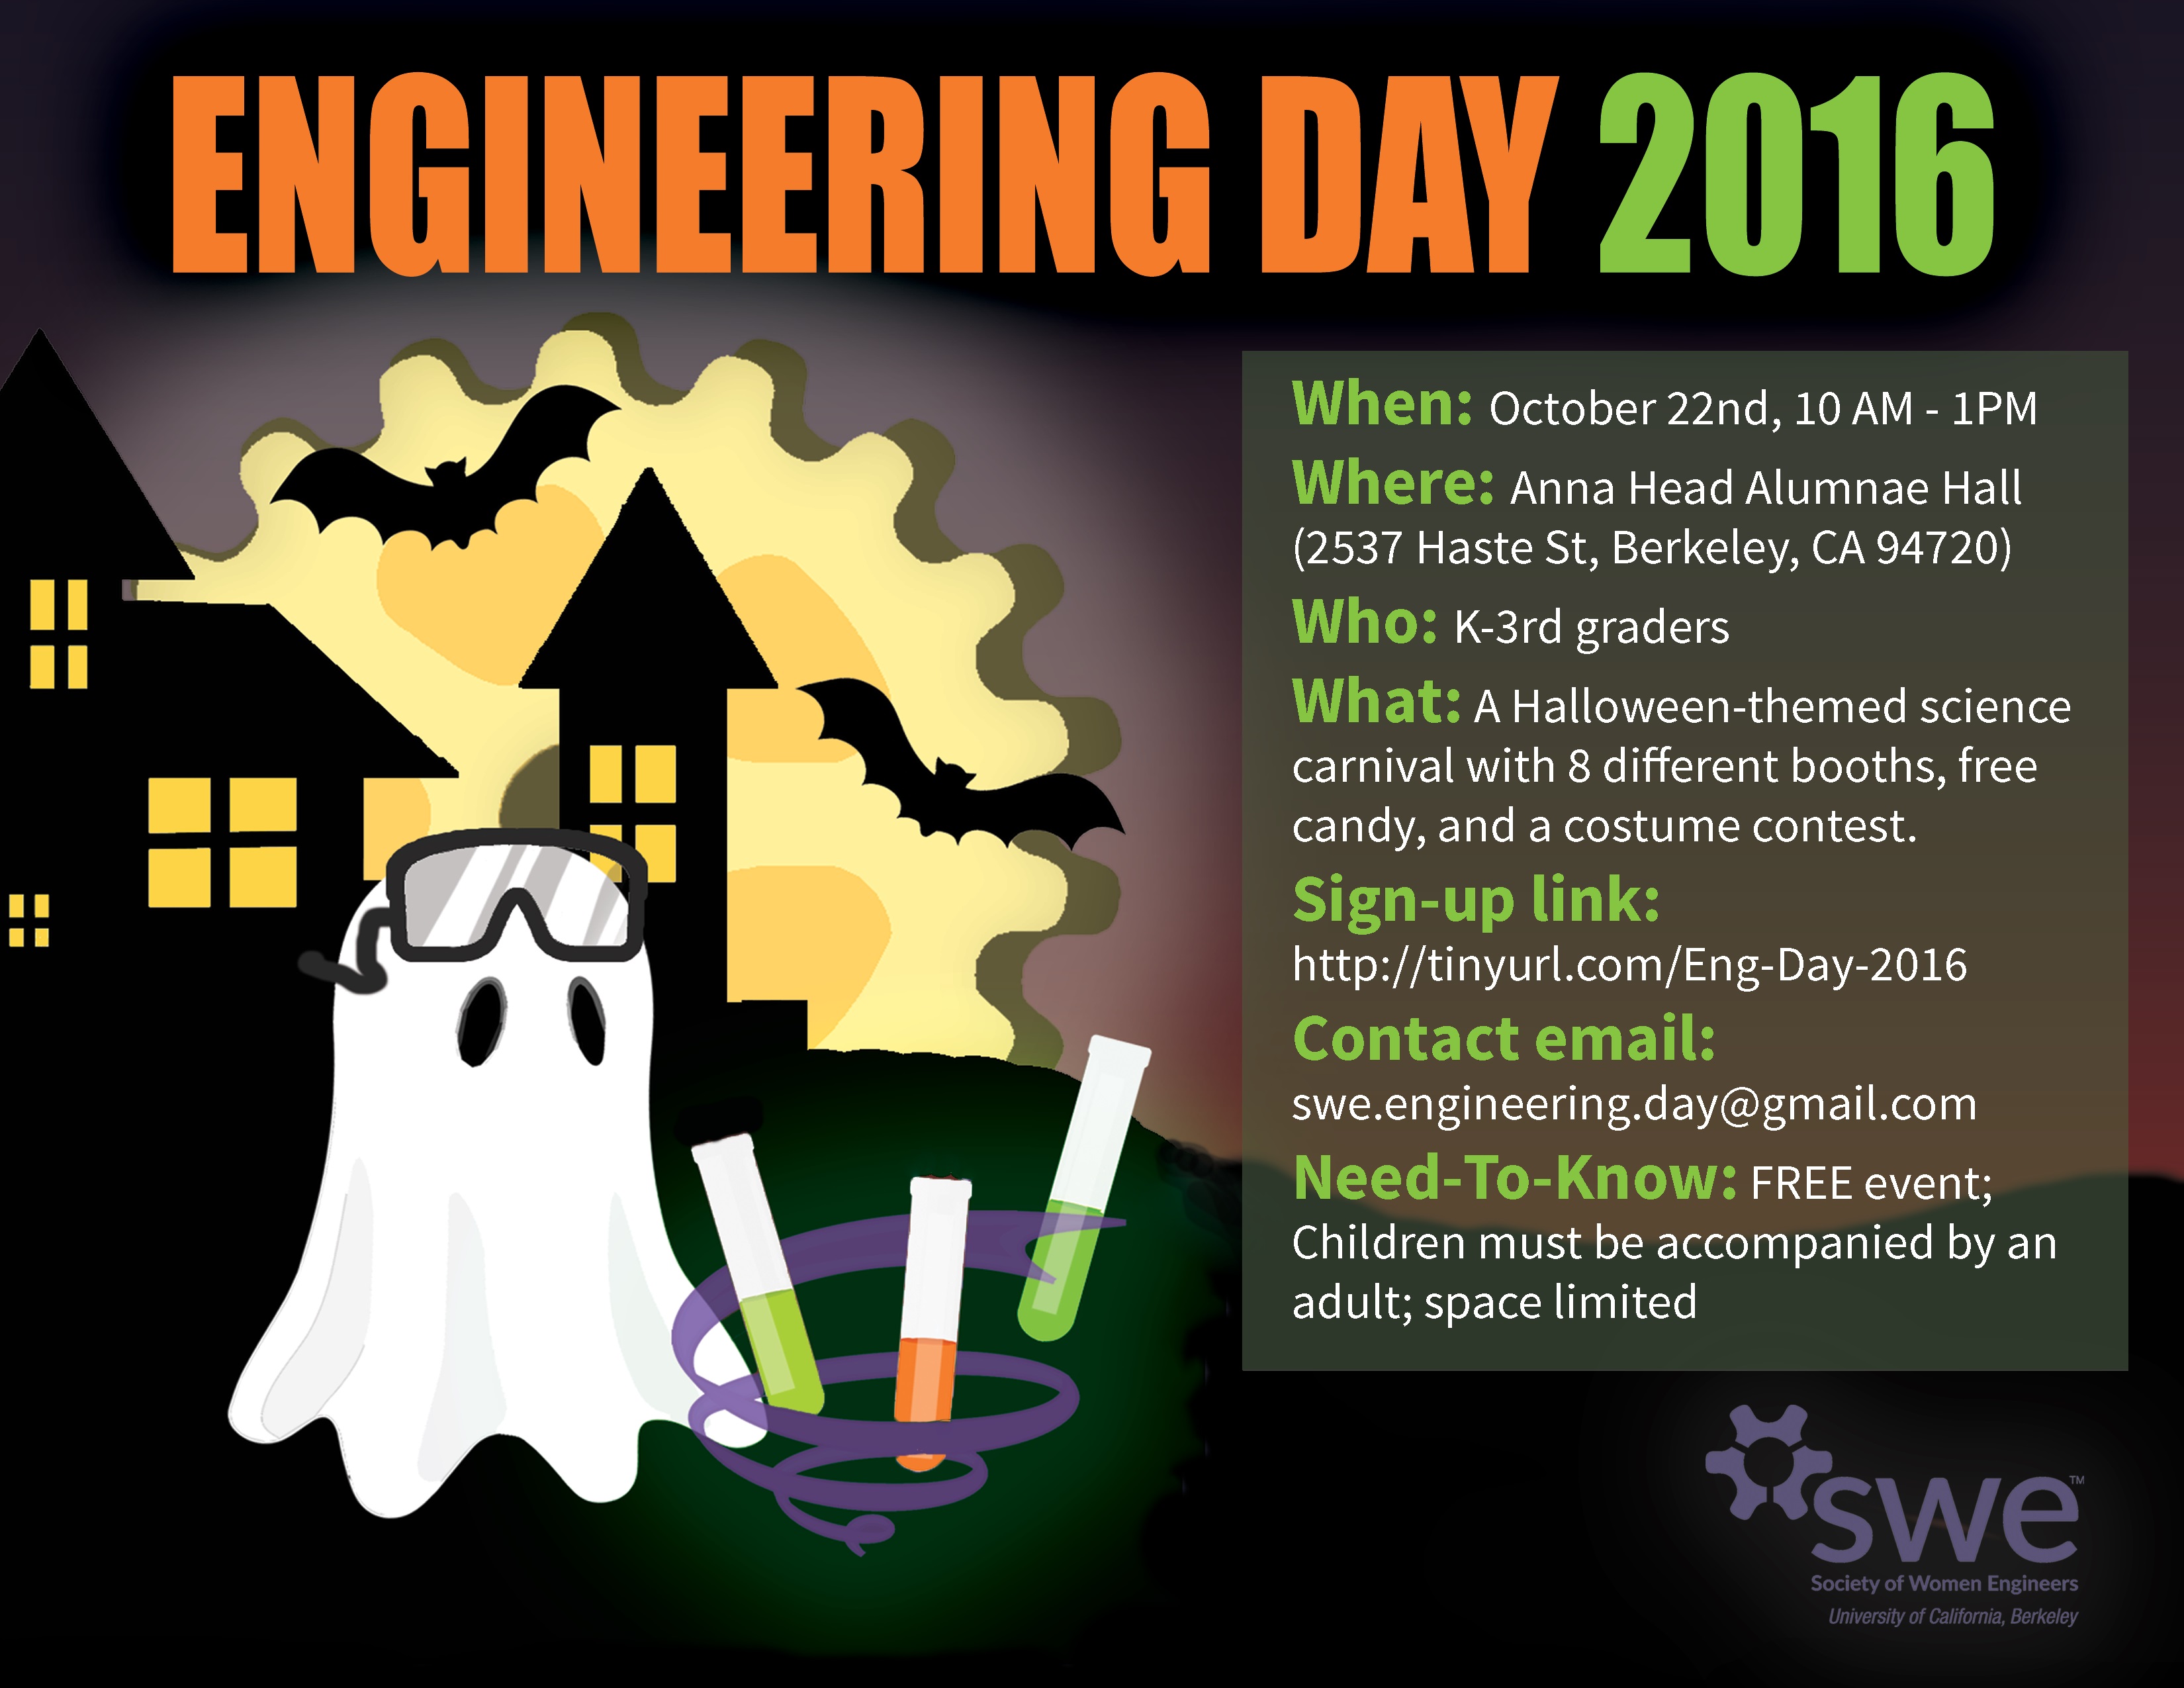 ENGINEERING DAY 2016
When: October 22nd, 10 AM - 1PM
Where: Anna Head Alumnae Hall
(2537 Haste St, Berkeley, CA 94720)
Who: K-3rd graders
What: A Halloween-themed science
carnival with 8 different booths, free
candy, and a costume contest.
Sign-up link:
http://tinyurl.com/Eng-Day-2016
Contact email:
swe.engineering.day@gmail.com
Need-To-Know: FREE event;
Children must be accompanied by an
adult; space limited
swe™
Society of Women Engineers
University of California, Berkeley